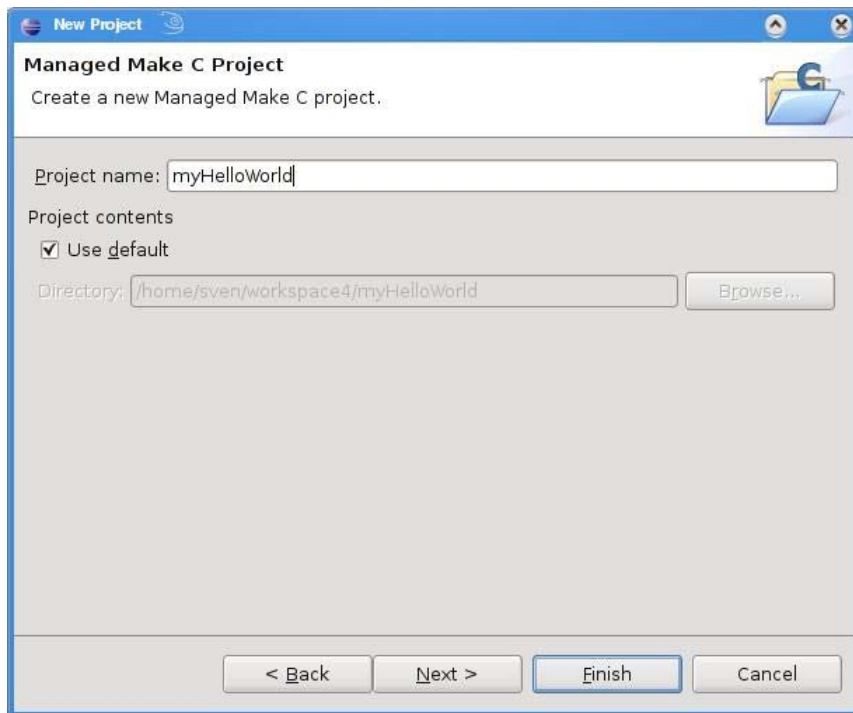 New Project
Managed Make C Project
Create a new Managed Make C project.
Project name: myHelloWorld
Project contents
Use default
Directory: /home/sven/workspace4/myHelloWorld Browse...
< Back Next > Finish Cancel